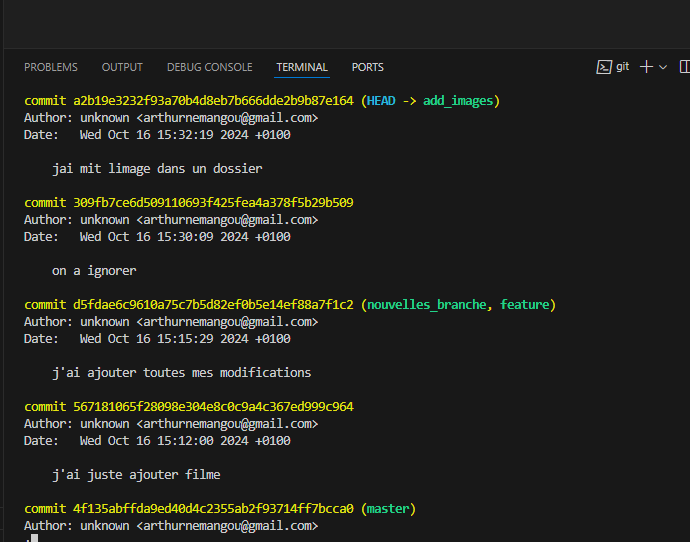 PROBLEMS OUTPUT DEBUG CONSOLE TERMINAL PORTS git
commit a2b19e3232f93a70b4d8eb7b666dde2b9b87e164 (HEAD -> add_images)
Author: unknown <arthurnemangou@gmail.com>
Date:   Wed Oct 16 15:32:19 2024 +0100
jai mit limage dans un dossier
commit 309fb7ce6d509110693f425fea4a378f5b29b509
Author: unknown <arthurnemangou@gmail.com>
Date:   Wed Oct 16 15:30:09 2024 +0100
on a ignorer
commit d5fdae6c9610a75c7b5d82ef0b5e14ef88a7f1c2 (nouvelles_branche, feature)
Author: unknown <arthurnemangou@gmail.com>
Date:   Wed Oct 16 15:15:29 2024 +0100
j'ai ajouter toutes mes modifications
commit 567181065f28098e304e8c0c9a4c367ed999c964
Author: unknown <arthurnemangou@gmail.com>
Date:   Wed Oct 16 15:12:00 2024 +0100
j'ai juste ajouter filme
commit 4f135abffda9ed40d4c2355ab2f93714ff7bcca0 (master)
Author: unknown <arthurnemangou@gmail.com>
: